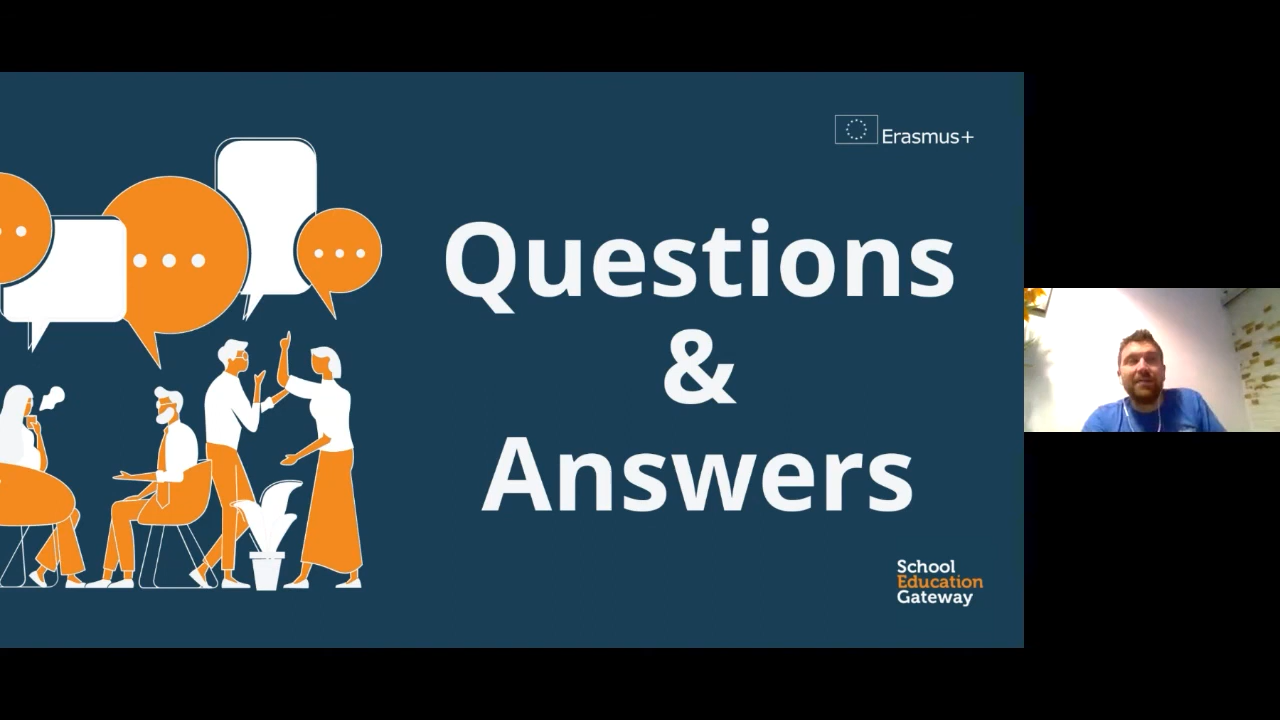 Erasmus+
Questions
&
Answers
School
Education
Gateway